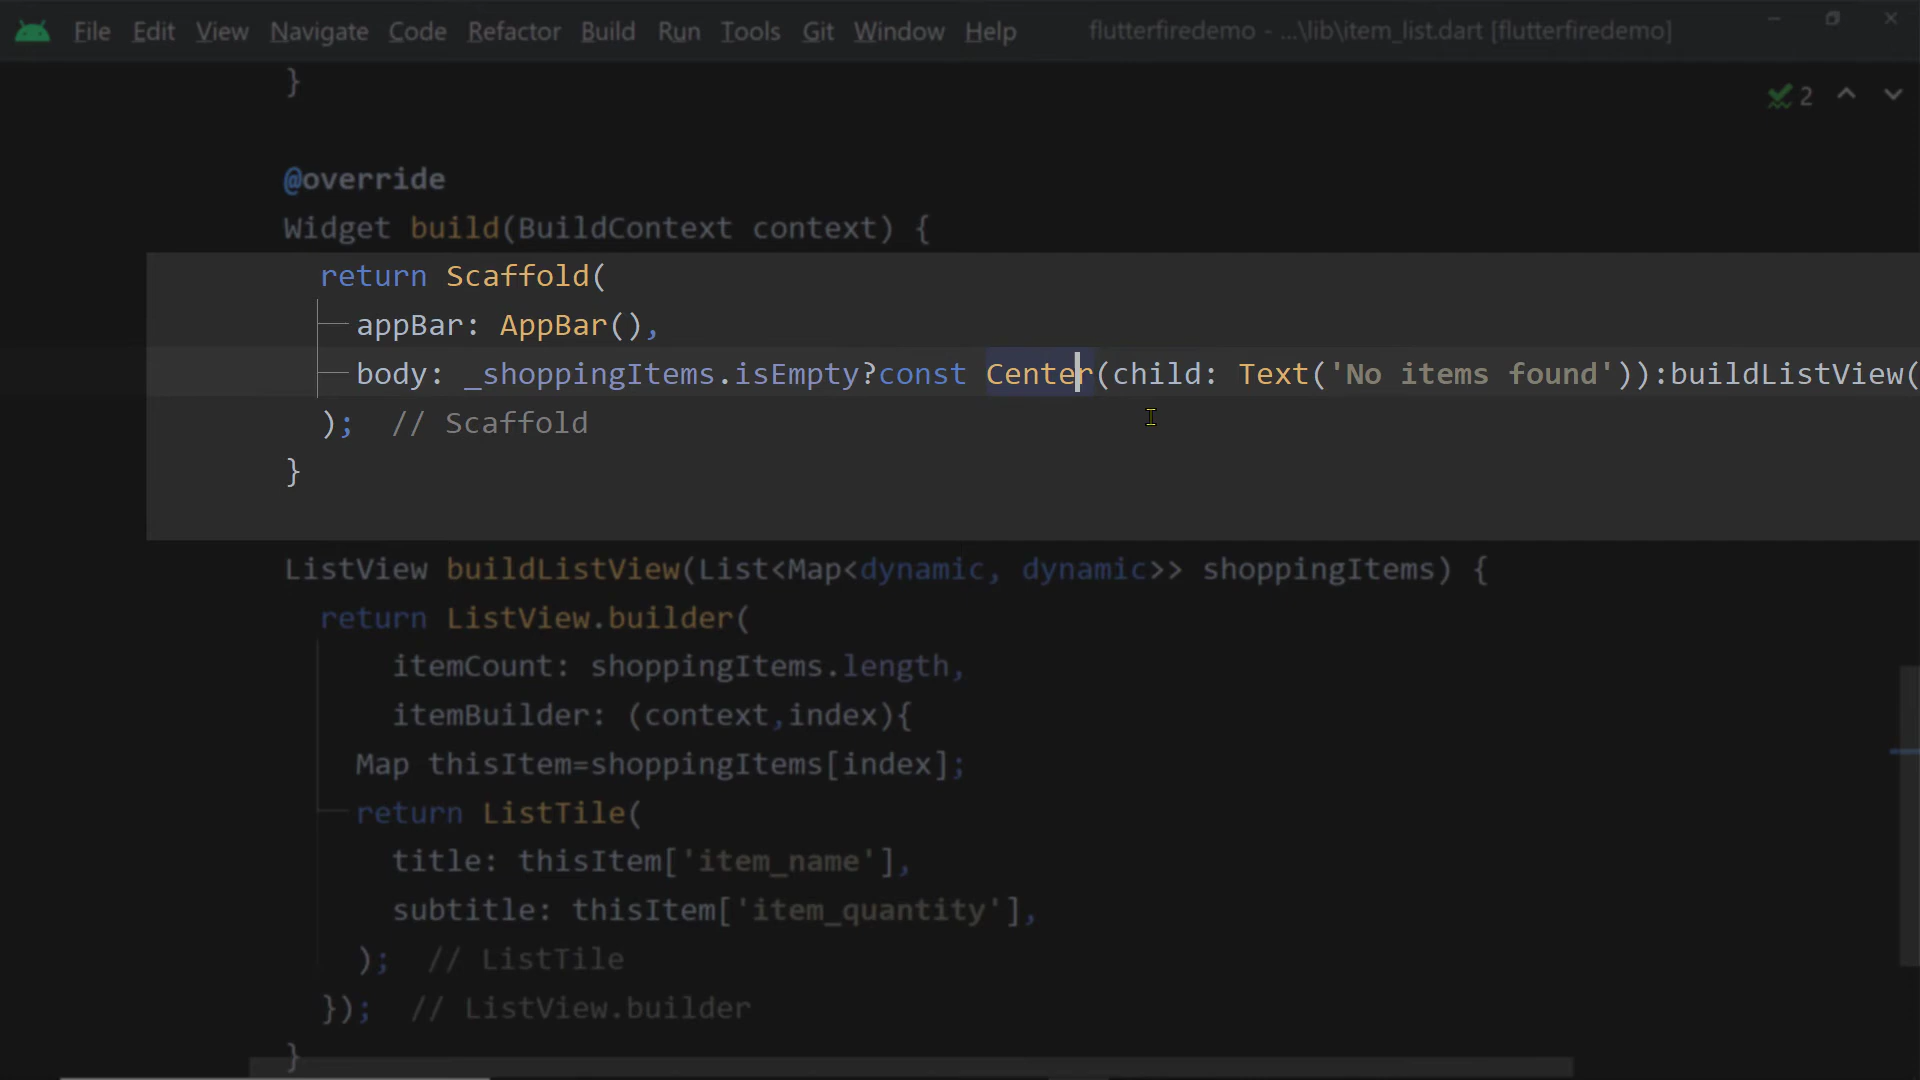 File Edit View Navigate Code Refactor Build Run Tools Git Window Help flutterfiredemo - ...\lib\item_list.dart [flutterfiredemo]
}
2
@override
Widget build(BuildContext context) {
return Scaffold(
appBar: AppBar(),
body: _shoppingItems.isEmpty?const Center(child: Text('No items found')):buildListView(
); // Scaffold
}
ListView buildListView(List<Map<dynamic, dynamic>> shoppingItems) {
return ListView.builder(
itemCount: shoppingItems.length,
itemBuilder: (context,index){
Map thisItem=shoppingItems[index];
return ListTile(
title: thisItem['item_name'],
subtitle: thisItem['item_quantity'],
); // ListTile
}); // ListView.builder
}